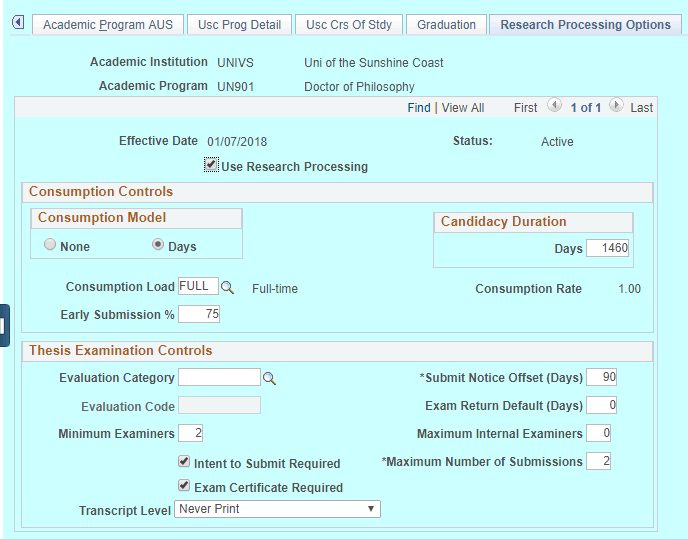 Academic Program AUS Usc Prog Detail Usc Crs Of Stdy Graduation Research Processing Options
Academic Institution UNIVS Uni of the Sunshine Coast
Academic Program UN901 Doctor of Philosophy
Find | View All First 1 of 1 Last
Effective Date 01/07/2018 Status: Active
Use Research Processing
Consumption Controls
Consumption Model
None Days
Candidacy Duration
Days 1460
Consumption Load FULL Full-time Consumption Rate 1.00
Early Submission % 75
Thesis Examination Controls
Evaluation Category *Submit Notice Offset (Days) 90
Evaluation Code Exam Return Default (Days) 0
Minimum Examiners 2 Maximum Internal Examiners 0
Intent to Submit Required *Maximum Number of Submissions 2
Exam Certificate Required
Transcript Level Never Print